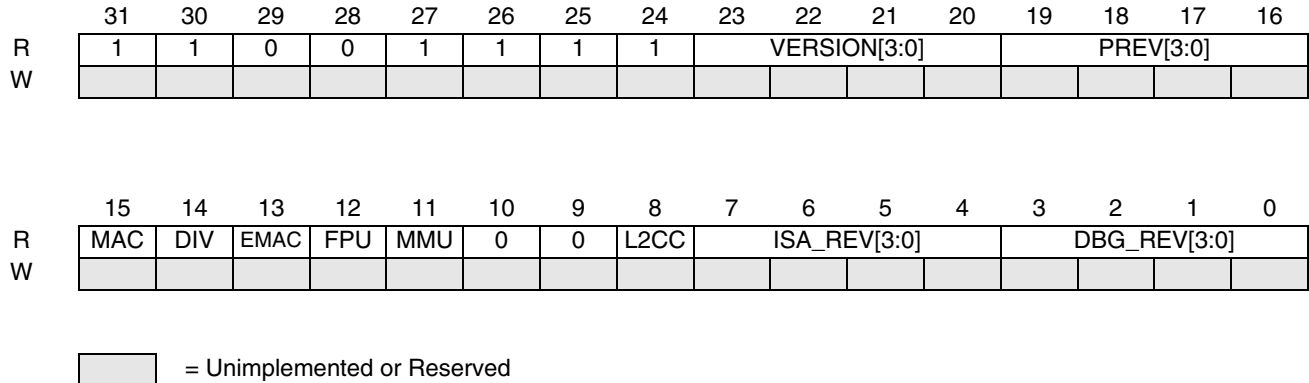 31 30 29 28 27 26 25 24 23 22 21 20 19 18 17 16
R 1 1 0 0 1 1 1 1 VERSION[3:0] PREV[3:0]
W
15 14 13 12 11 10 9 8 7 6 5 4 3 2 1 0
R MAC DIV EMAC FPU MMU 0 0 L2CC ISA_REV[3:0] DBG_REV[3:0]
W
= Unimplemented or Reserved